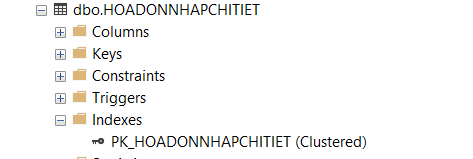 dbo.HOADONNHAPCHITIET
Columns
Keys
Constraints
Triggers
Indexes
PK_HOADONNHAPCHITIET (Clustered)